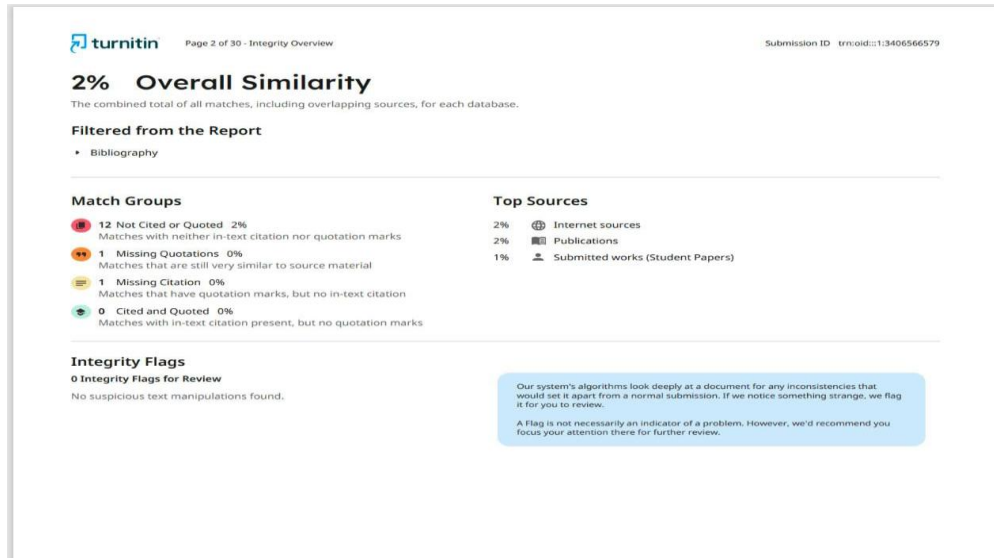 turnitin Page 2 of 30 - Integrity Overview Submission ID trn:oid:::1:3406566579
2% Overall Similarity
The combined total of all matches, including overlapping sources, for each database.
Filtered from the Report
Bibliography
Match Groups
12 Not Cited or Quoted 2%
Matches with neither in-text citation nor quotation marks
1 Missing Quotations 0%
Matches that are still very similar to source material
1 Missing Citation 0%
Matches that have quotation marks, but no in-text citation
0 Cited and Quoted 0%
Matches with in-text citation present, but no quotation marks
Top Sources
2% Internet sources
2% Publications
1% Submitted works (Student Papers)
Integrity Flags
0 Integrity Flags for Review
No suspicious text manipulations found.
Our system's algorithms look deeply at a document for any inconsistencies that
would set it apart from a normal submission. If we notice something strange, we flag
it for you to review.
A Flag is not necessarily an indicator of a problem. However, we'd recommend you
focus your attention there for further review.